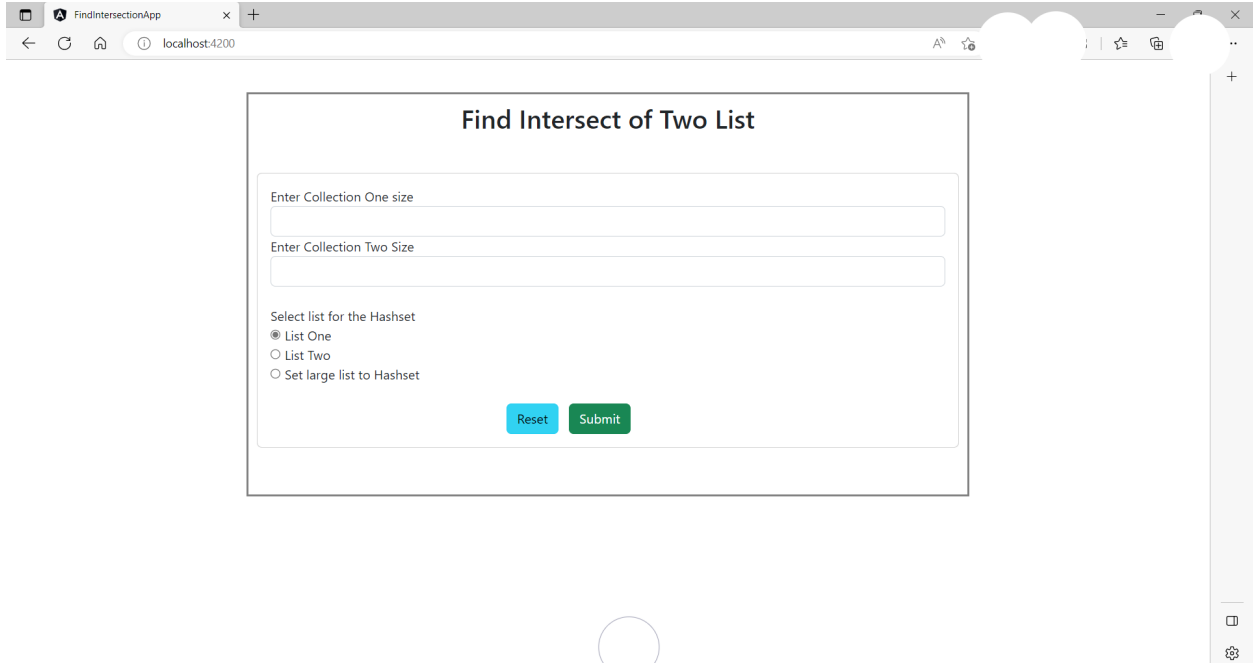 FindIntersectionApp
localhost:4200
Find Intersect of Two List
Enter Collection One size
Enter Collection Two Size
Select list for the Hashset
List One
List Two
Set large list to Hashset
Reset Submit